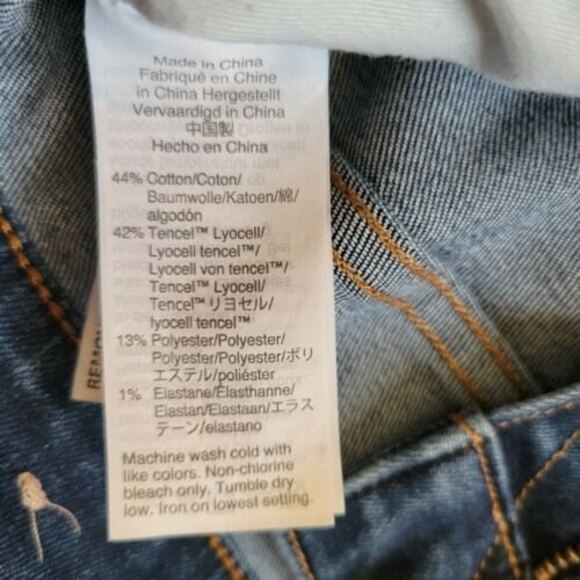 Made in China
Fabriqué en Chine
in China Hergestellt
Vervaardigd in China
中国製
Hecho en China
44% Cotton/Coton/
Baumwolle/Katoen/綿/
algodón
42% Tencel™ Lyocell/
Lyocell tencel™/
Lyocell von tencel™/
Tencel™ Lyocell/
Tencel™ リヨセル/
lyocell tencel™
13% Polyester/Polyester/
Polyester/Polyester/ポリ
エステル/poliéster
1% Elastane/Élasthanne/
Elastan/Elastaan/エラス
テーン/elastano
Machine wash cold with
like colors. Non-chlorine
bleach only. Tumble dry
low. Iron on lowest setting.